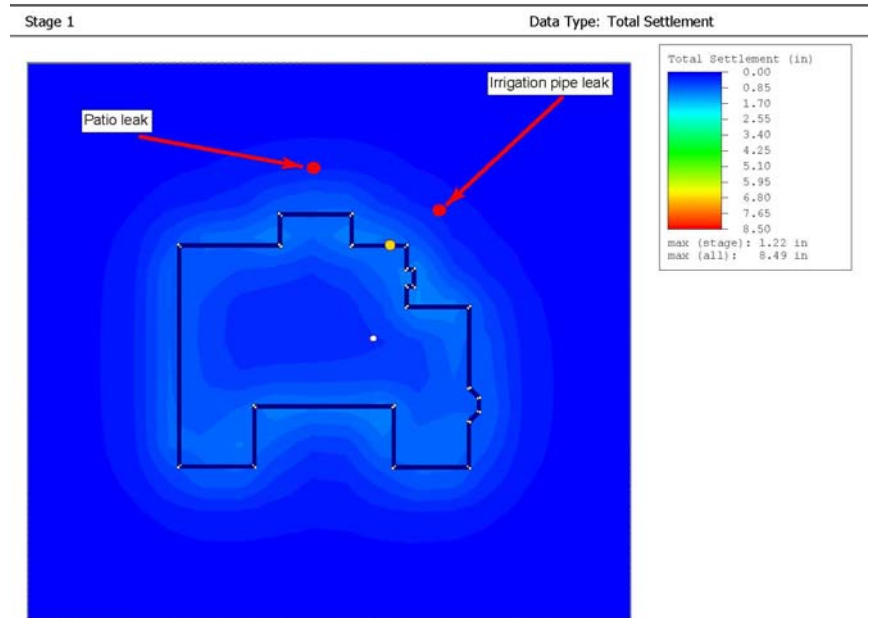 Stage 1
Data Type: Total Settlement
Patio leak
Irrigation pipe leak
Total Settlement (in)
0.00
0.85
1.70
2.55
3.40
4.25
5.10
5.95
6.80
7.65
8.50
max (stage): 1.22 in
max (all): 8.49 in